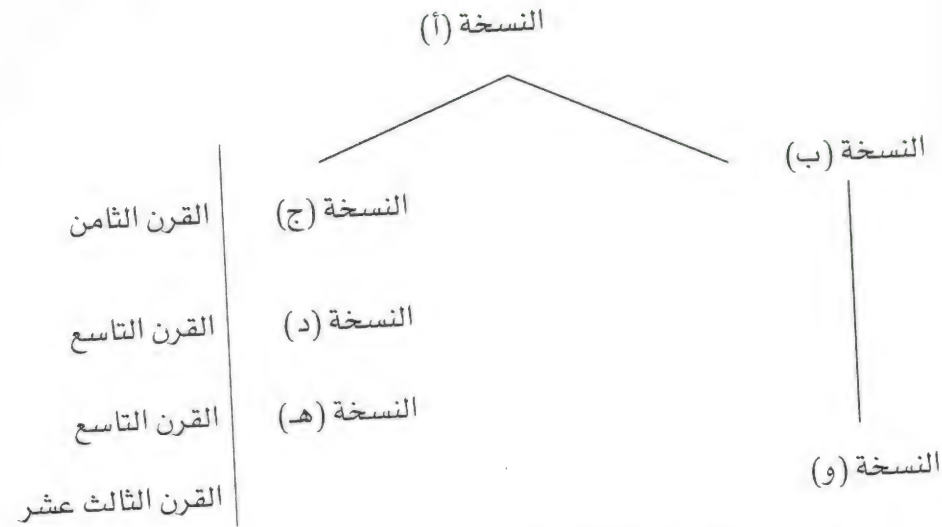 النسخة (أ)
النسخة (ب)
النسخة (ج) القرن الثامن
النسخة (د) القرن التاسع
النسخة (هـ) القرن التاسع
النسخة (و) القرن الثالث عشر